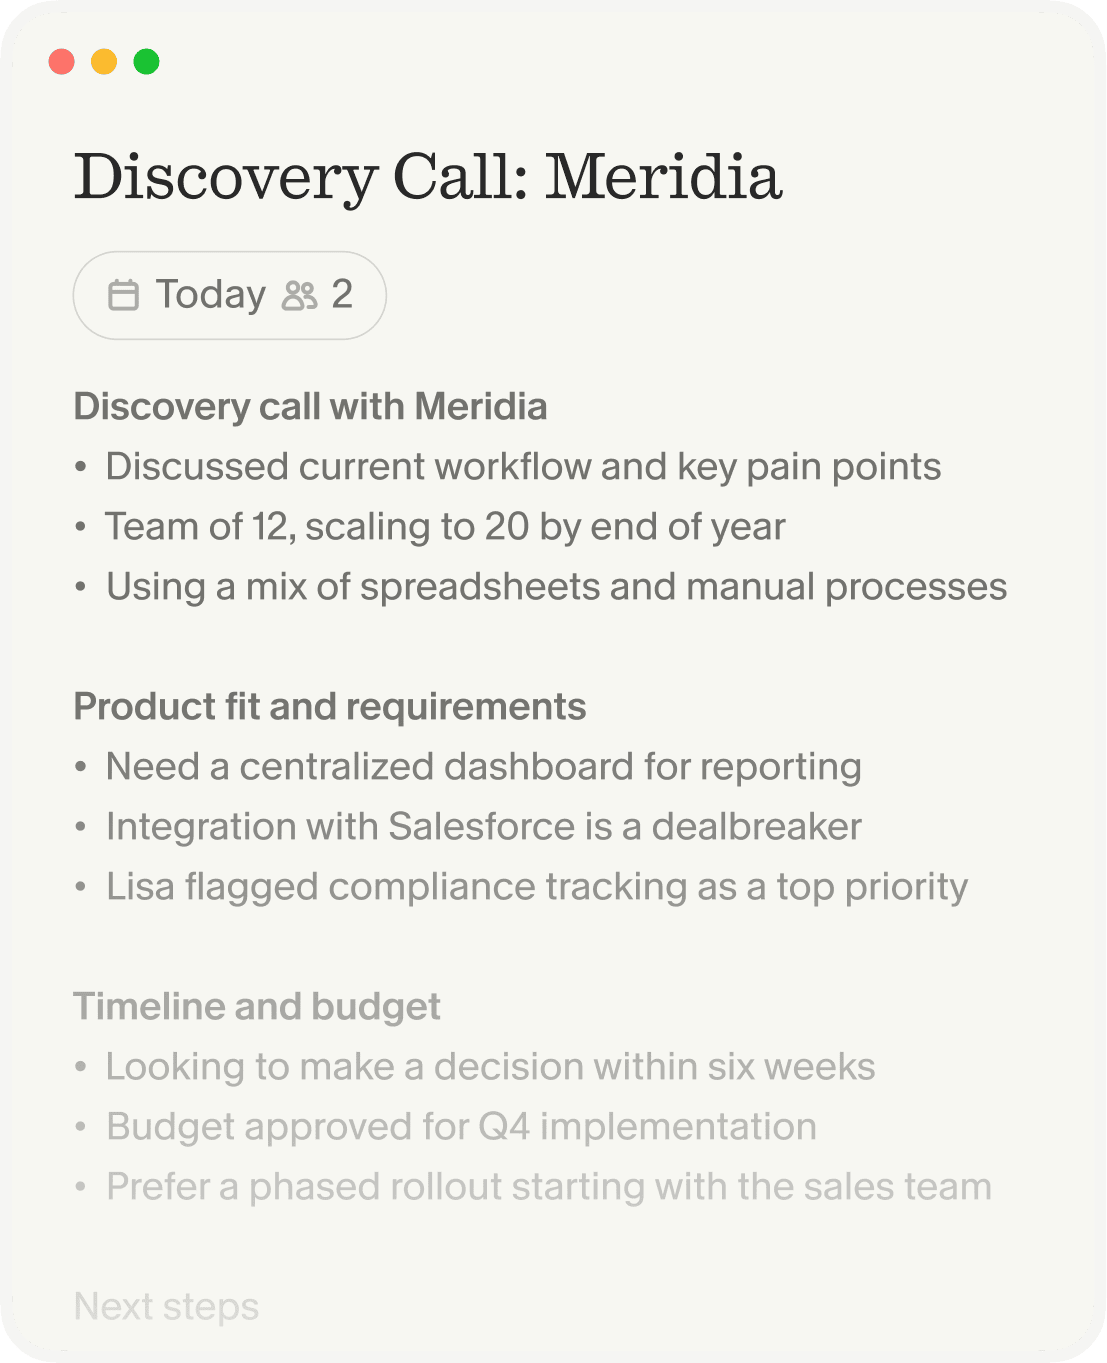 Discovery Call: Meridia
Today 2
Discovery call with Meridia
• Discussed current workflow and key pain points
• Team of 12, scaling to 20 by end of year
• Using a mix of spreadsheets and manual processes
Product fit and requirements
• Need a centralized dashboard for reporting
• Integration with Salesforce is a dealbreaker
• Lisa flagged compliance tracking as a top priority
Timeline and budget
• Looking to make a decision within six weeks
• Budget approved for Q4 implementation
• Prefer a phased rollout starting with the sales team
Next steps